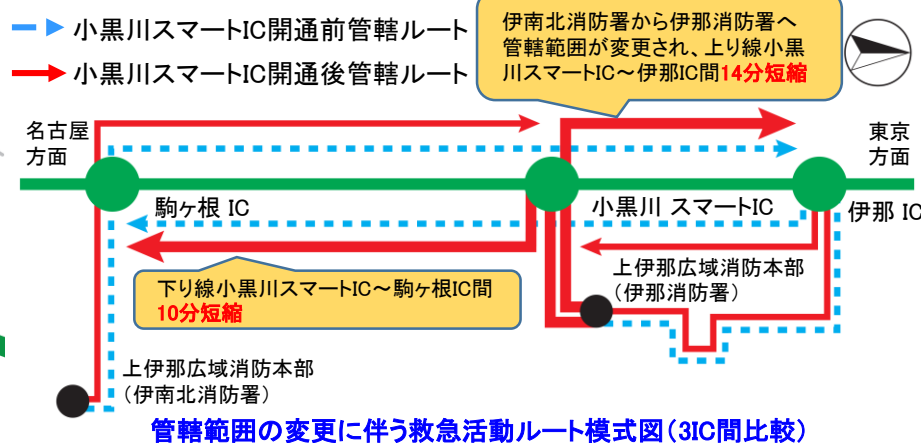 小黒川スマートIC開通前管轄ルート
小黒川スマートIC開通後管轄ルート
伊南北消防署から伊那消防署へ
管轄範囲が変更され、上り線小黒
川スマートIC～伊那IC間14分短縮
名古屋
方面
東京
方面
駒ヶ根 IC
小黒川 スマートIC
伊那 IC
下り線小黒川スマートIC～駒ヶ根IC間
10分短縮
上伊那広域消防本部
（伊那消防署）
上伊那広域消防本部
（伊南北消防署）
管轄範囲の変更に伴う救急活動ルート模式図（3IC間比較）